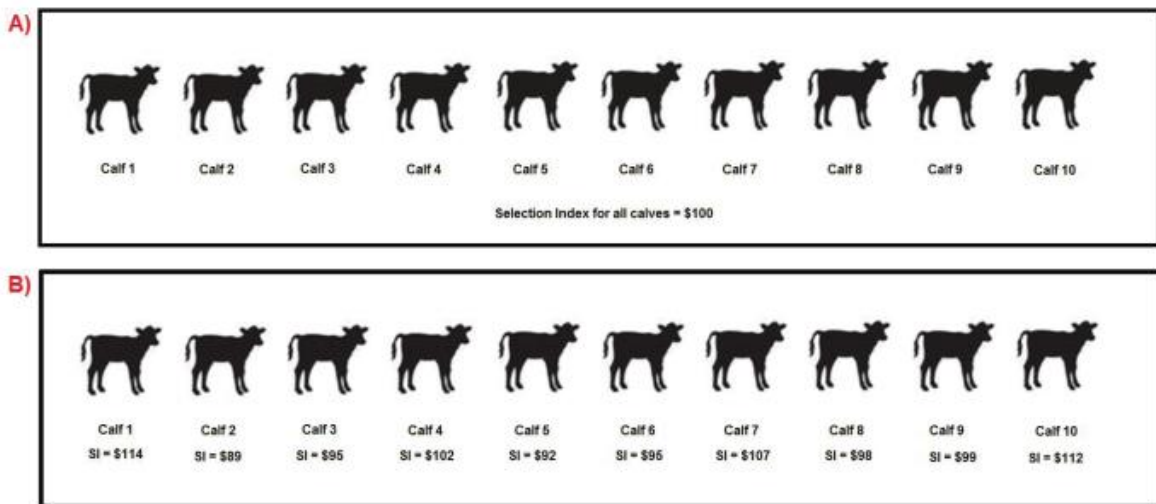 A)
Calf 1 Calf 2 Calf 3 Calf 4 Calf 5 Calf 6 Calf 7 Calf 8 Calf 9 Calf 10
Selection Index for all calves = $100
B)
Calf 1 Calf 2 Calf 3 Calf 4 Calf 5 Calf 6 Calf 7 Calf 8 Calf 9 Calf 10
SI = $114 SI = $89 SI = $95 SI = $102 SI = $92 SI = $95 SI = $107 SI = $98 SI = $99 SI = $112